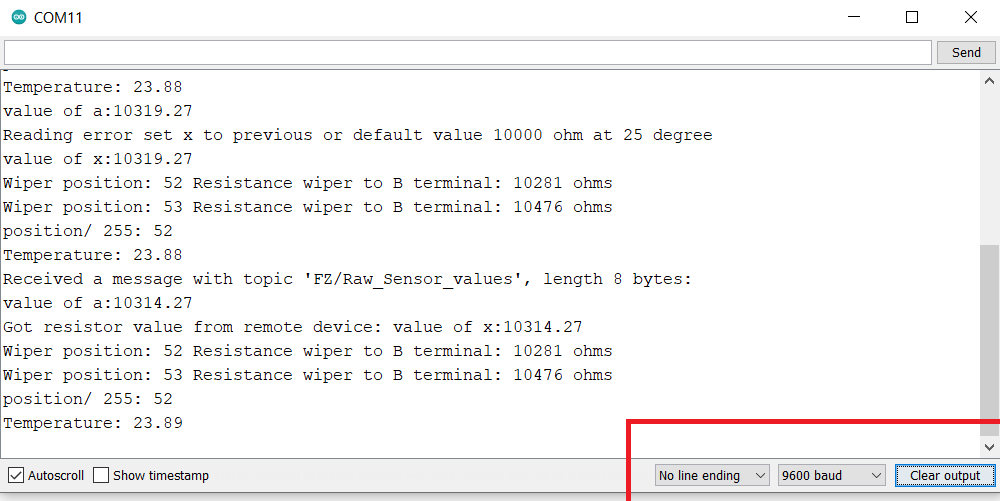 COM11
Send
Temperature: 23.88
value of a:10319.27
Reading error set x to previous or default value 10000 ohm at 25 degree
value of x:10319.27
Wiper position: 52 Resistance wiper to B terminal: 10281 ohms
Wiper position: 53 Resistance wiper to B terminal: 10476 ohms
position/ 255: 52
Temperature: 23.88
Received a message with topic 'FZ/Raw_Sensor_values', length 8 bytes:
value of a:10314.27
Got resistor value from remote device: value of x:10314.27
Wiper position: 52 Resistance wiper to B terminal: 10281 ohms
Wiper position: 53 Resistance wiper to B terminal: 10476 ohms
position/ 255: 52
Temperature: 23.89
Autoscroll Show timestamp No line ending 9600 baud Clear output